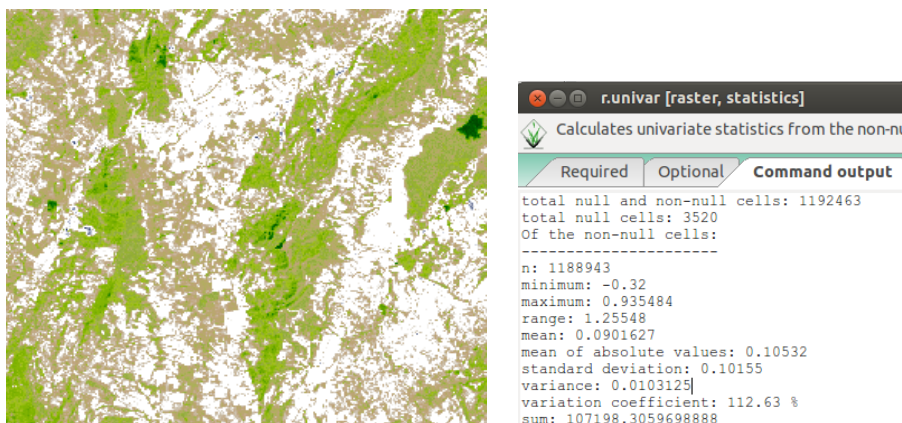 r.univar [raster, statistics]
Calculates univariate statistics from the non-nu
Required Optional Command output
total null and non-null cells: 1192463
total null cells: 3520
Of the non-null cells:
----------------------
n: 1188943
minimum: -0.32
maximum: 0.935484
range: 1.25548
mean: 0.0901627
mean of absolute values: 0.10532
standard deviation: 0.10155
variance: 0.0103125
variation coefficient: 112.63 %
sum: 107198.3059698888